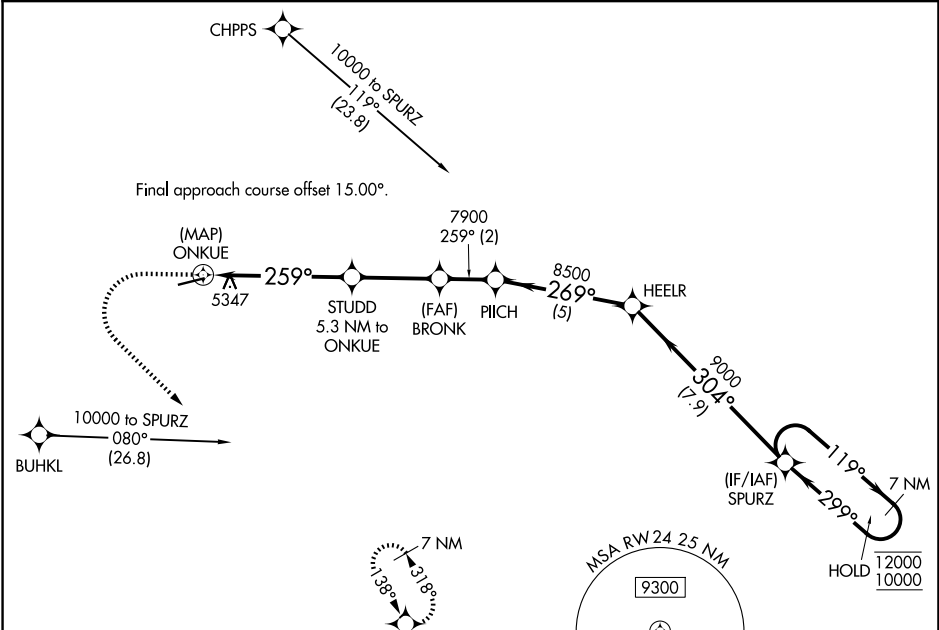 CHPPS
10000 to SPURZ
119°
(23.8)
Final approach course offset 15.00°.
(MAP)
ONKUE
5347
259°
STUDD
5.3 NM to
ONKUE
(FAF)
BRONK
7900
259° (2)
PIICH
8500
269°
(5)
HEELR
9000
304°
(7.9)
10000 to SPURZ
080°
(26.8)
BUHKL
(IF/IAF)
SPURZ
119°
7 NM
299°
HOLD
12000
10000
7 NM
138°
318°
MSA RW24 25 NM
9300